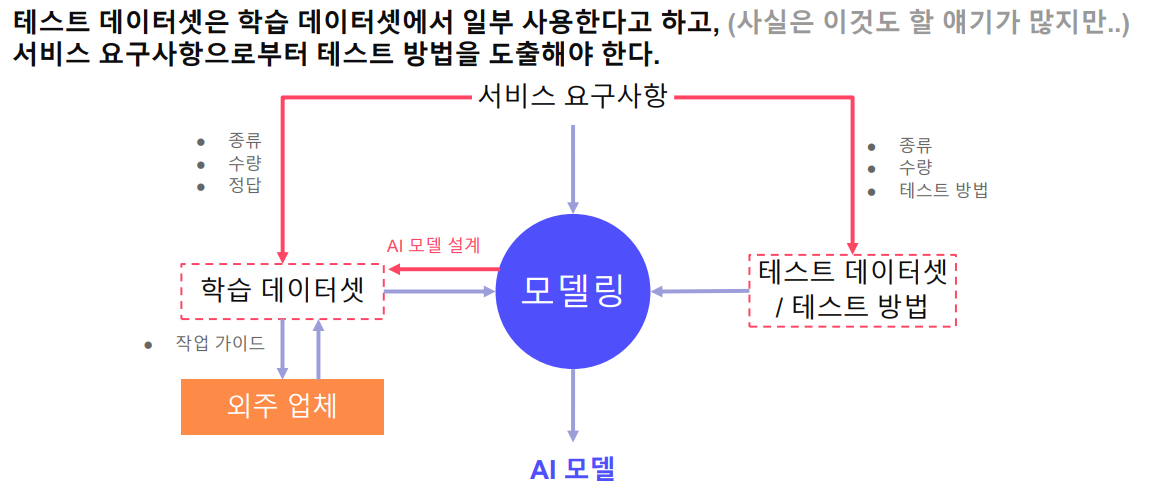 테스트 데이터셋은 학습 데이터셋에서 일부 사용한다고 하고, (사실은 이것도 할 얘기가 많지만..)
서비스 요구사항으로부터 테스트 방법을 도출해야 한다.
서비스 요구사항
● 종류
● 수량
● 정답
● 종류
● 수량
● 테스트 방법
AI 모델 설계
학습 데이터셋
모델링
테스트 데이터셋
/ 테스트 방법
● 작업 가이드
외주 업체
AI 모델